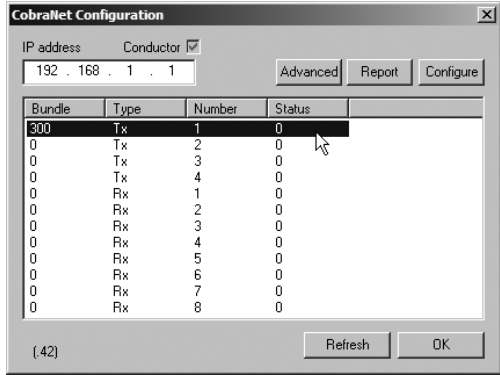 CobraNet Configuration
IP address Conductor
192 . 168 . 1 . 1 Advanced Report Configure
Bundle Type Number Status
300 Tx 1 0
0 Tx 2 0
0 Tx 3 0
0 Tx 4 0
0 Rx 1 0
0 Rx 2 0
0 Rx 3 0
0 Rx 4 0
0 Rx 5 0
0 Rx 6 0
0 Rx 7 0
0 Rx 8 0
(.42) Refresh OK